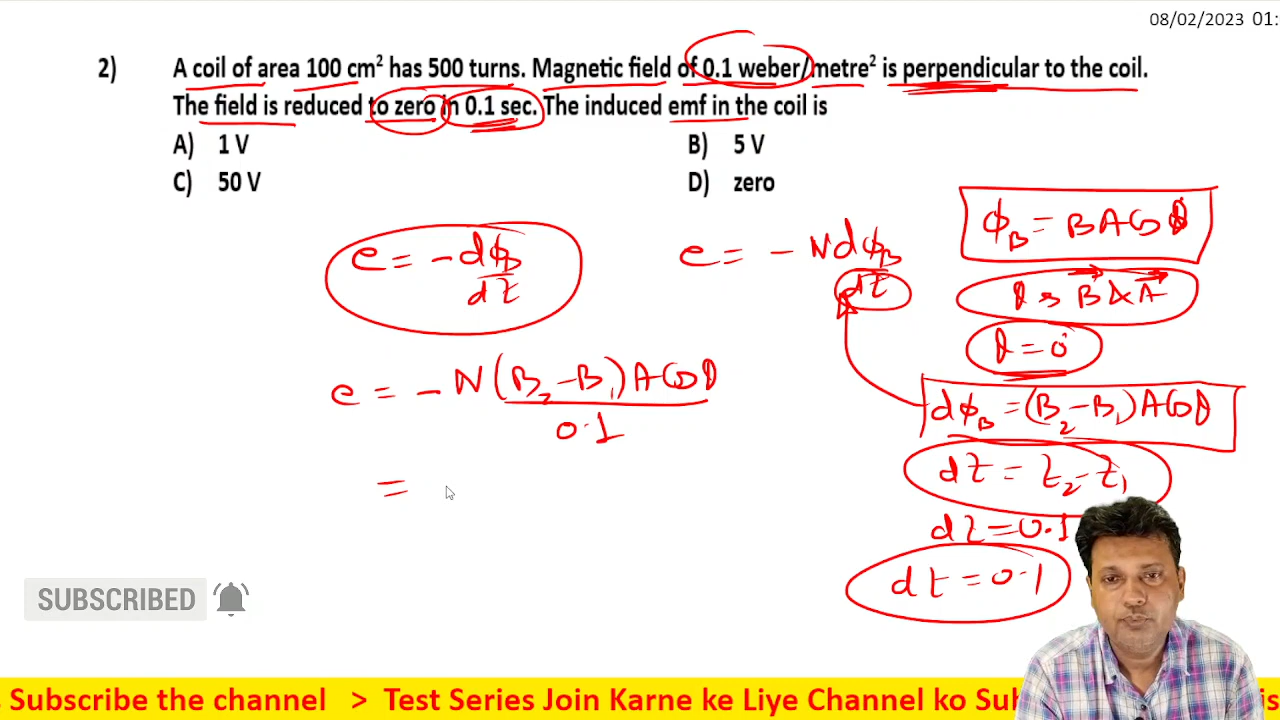 08/02/2023 01:
2) A coil of area 100 cm² has 500 turns. Magnetic field of 0.1 weber/metre² is perpendicular to the coil.
The field is reduced to zero in 0.1 sec. The induced emf in the coil is
A) 1 V B) 5 V
C) 50 V D) zero
e = - dϕB/dt
e = - N dϕB/dt
ϕB = BA cos θ
θ → B & A
θ = 0
e = - N (B₂ - B₁) A cos θ / 0.1
dϕB = (B₂ - B₁) A cos θ
=
dt = t₂ - t₁
dt = 0.1
dt = 0.1
SUBSCRIBED
Subscribe the channel > Test Series Join Karne ke Liye Channel ko Sub is